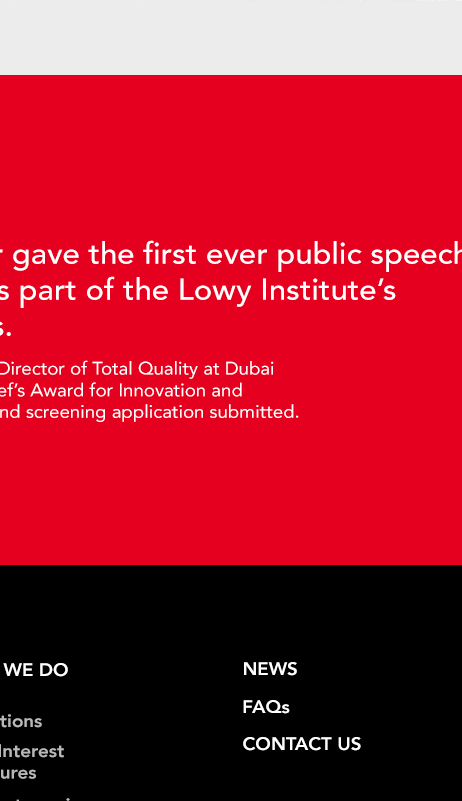 gave the first ever public speech
s part of the Lowy Institute's
s.
Director of Total Quality at Dubai
ef's Award for Innovation and
nd screening application submitted.
WE DO
NEWS
FAQs
tions
CONTACT US
Interest
ures